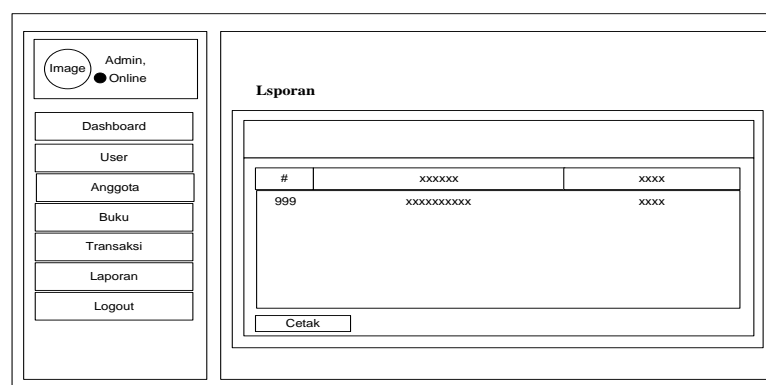 Image
Admin,
Online
Dashboard
User
Anggota
Buku
Transaksi
Laporan
Logout
Lsporan
# xxxxxx xxxx
999 xxxxxxxxxx xxxx
Cetak